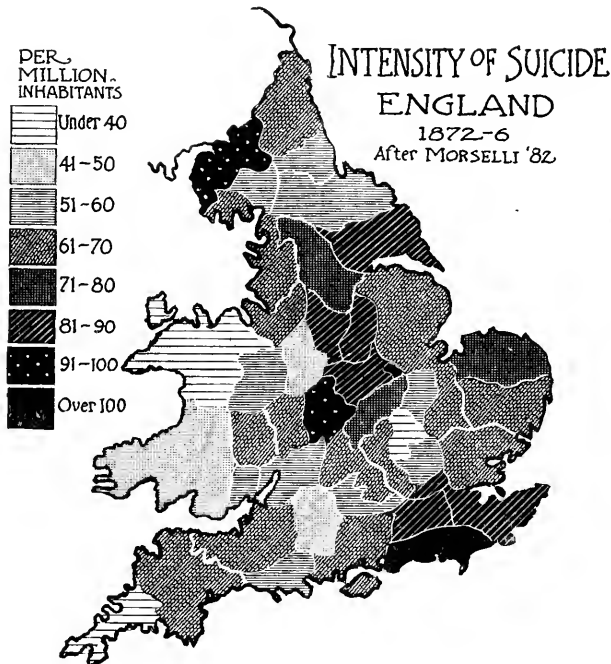 INTENSITY OF SUICIDE
ENGLAND
1872-6
After MORSELLI '82
PER
MILLION
INHABITANTS
Under 40
41-50
51-60
61-70
71-80
81-90
91-100
Over 100